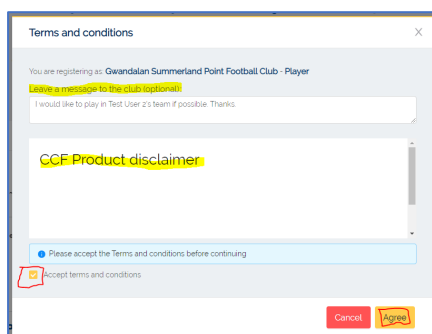 Terms and conditions
You are registering as Gwandalan Summerland Point Football Club - Player
Leave a message to the club (optional):
I would like to play in Test User 2's team if possible. Thanks.
CCF Product disclaimer
Please accept the Terms and conditions before continuing
Accept terms and conditions
Cancel
Agree